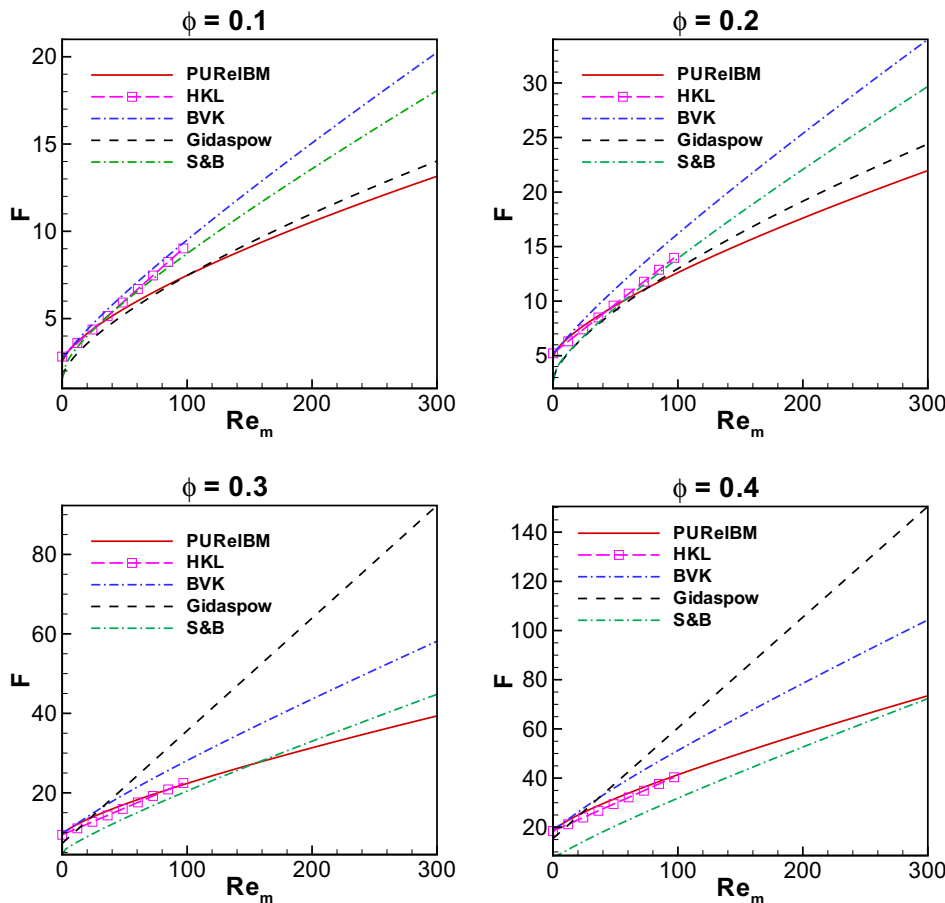 ϕ = 0.1
F
20
15
10
5
PUReIBM
HKL
BVK
Gidaspow
S&B
0
100
200
300
Re_m
ϕ = 0.2
F
30
25
20
15
10
5
PUReIBM
HKL
BVK
Gidaspow
S&B
0
100
200
300
Re_m
ϕ = 0.3
F
80
60
40
20
PUReIBM
HKL
BVK
Gidaspow
S&B
0
100
200
300
Re_m
ϕ = 0.4
F
140
120
100
80
60
40
20
PUReIBM
HKL
BVK
Gidaspow
S&B
0
100
200
300
Re_m